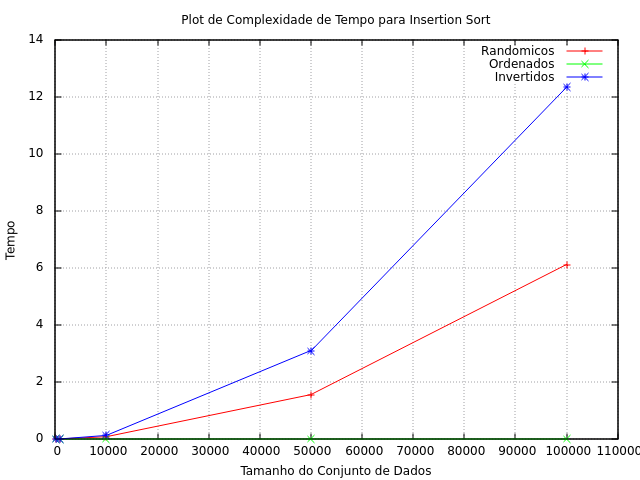 Plot de Complexidade de Tempo para Insertion Sort
14
12
10
8
6
4
2
0
Tempo
Randomicos
Ordenados
Invertidos
0 10000 20000 30000 40000 50000 60000 70000 80000 90000 100000 110000
Tamanho do Conjunto de Dados